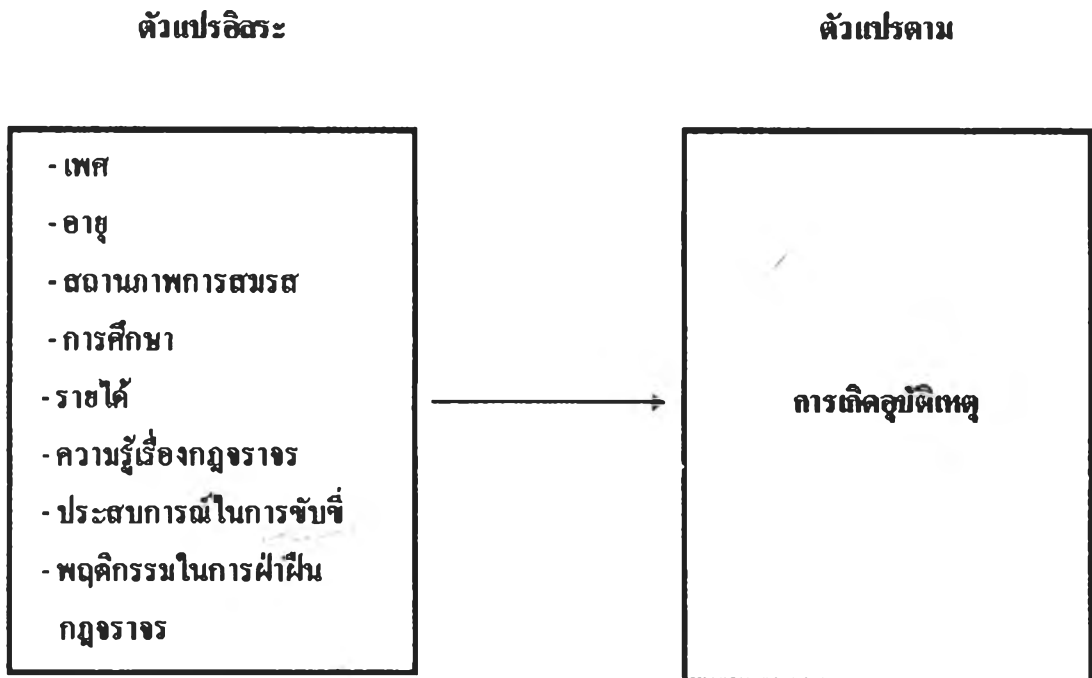 ตัวแปรอิสระ
ตัวแปรตาม
- เพศ
- อายุ
- สถานภาพการสมรส
- การศึกษา
- รายได้
- ความรู้เรื่องกฎจราจร
- ประสบการณ์ในการขับขี่
- พฤติกรรมในการฝ่าฝืน
กฎจราจร
การเกิดอุบัติเหตุ